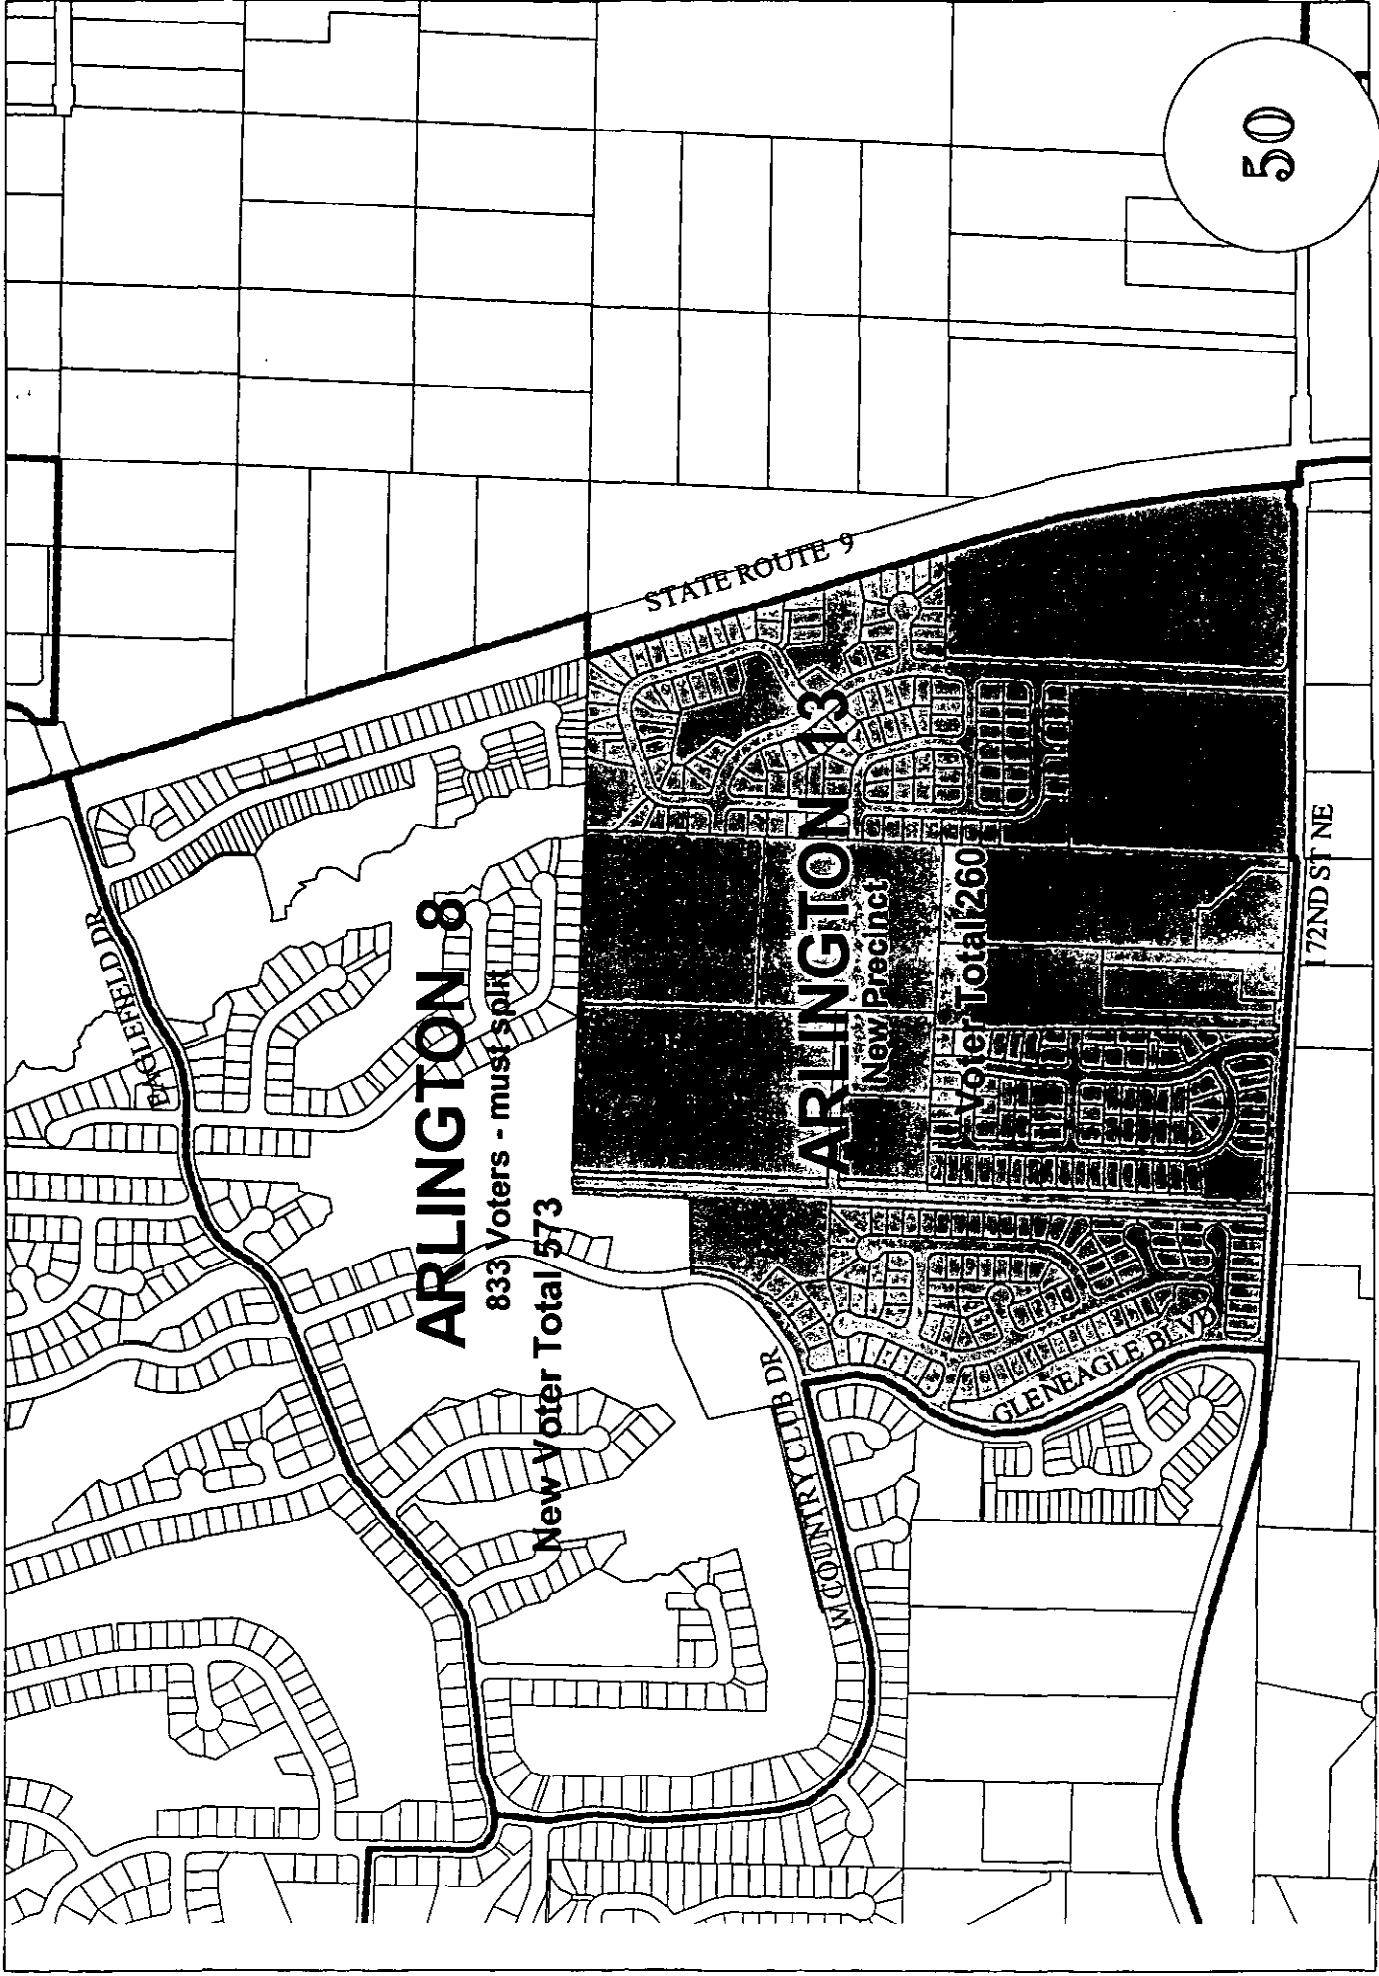 50
STATE ROUTE 9
EAGLEFIELD DR
ARLINGTON 8
833 Voters - must split
New Voter Total 573
ARLINGTON 13
New Precinct
Voter Total 260
172ND ST NE
W COUNTRY CLUB DR
GLENEAGLE BLVD